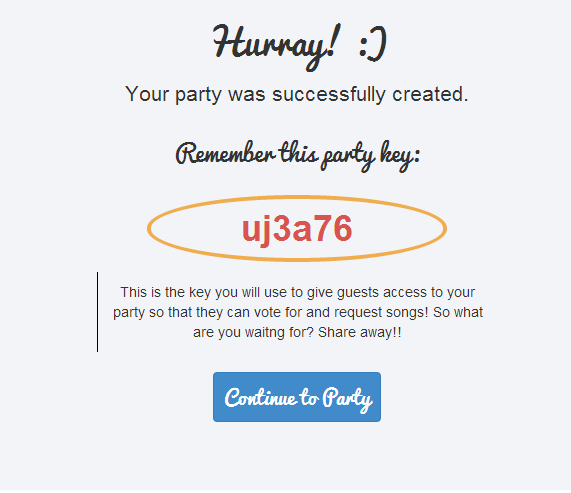 Hurray! :)
Your party was successfully created.
Remember this party key:
uj3a76
This is the key you will use to give guests access to your
party so that they can vote for and request songs! So what
are you waitng for? Share away!!
Continue to Party